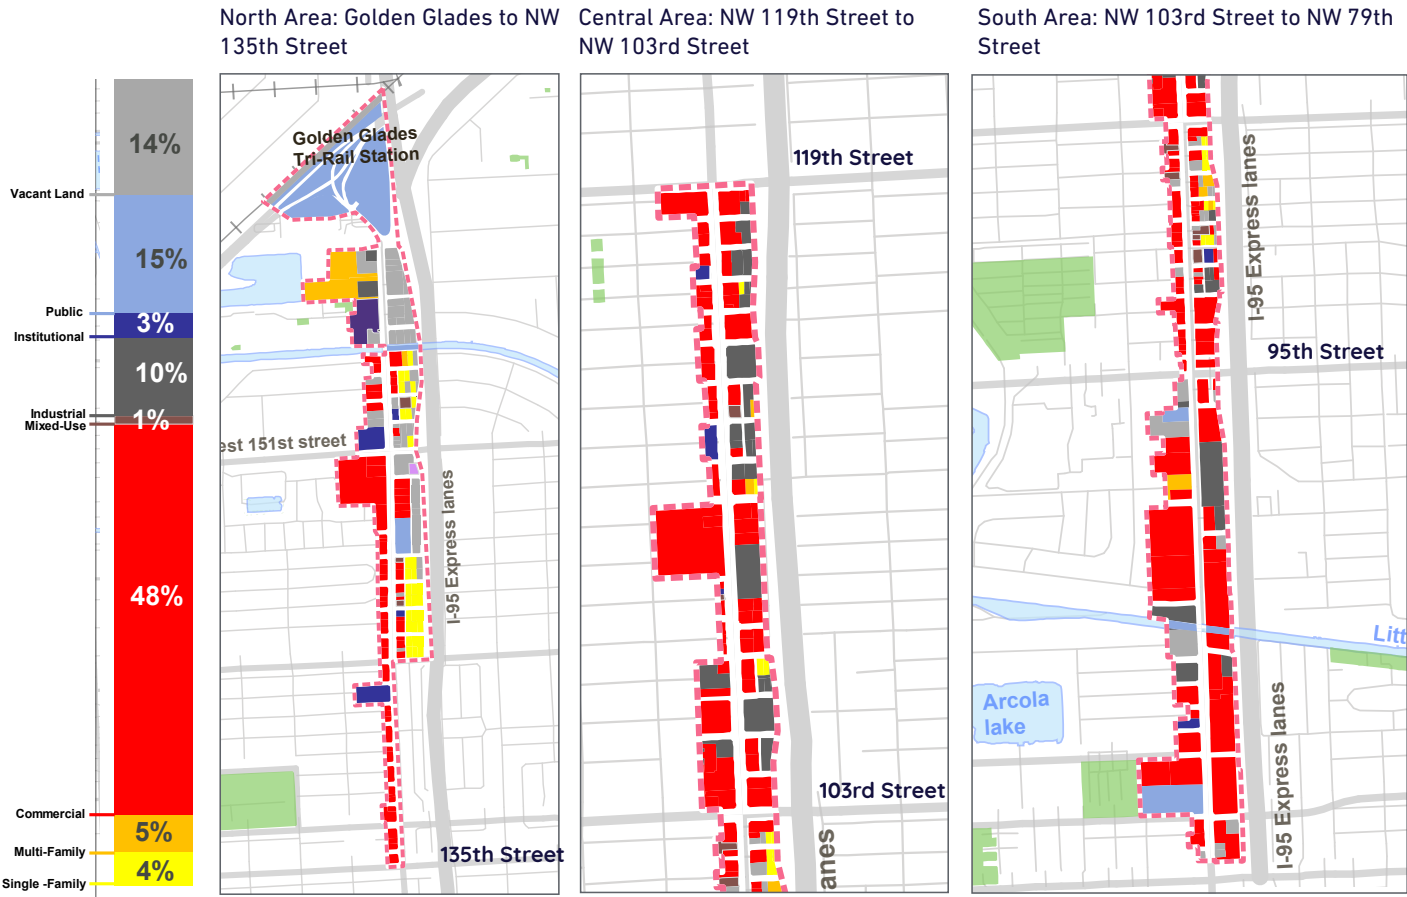 North Area: Golden Glades to NW
135th Street
Central Area: NW 119th Street to
NW 103rd Street
South Area: NW 103rd Street to NW 79th
Street
14%
Vacant Land
15%
Public
3%
Institutional
10%
Industrial
1%
Mixed-Use
48%
Commercial
5%
Multi-Family
4%
Single -Family
Golden Glades
Tri-Rail Station
est 151st street
I-95 Express lanes
135th Street
119th Street
103rd Street
anes
I-95 Express lanes
95th Street
Litt
Arcola
lake
I-95 Express lanes